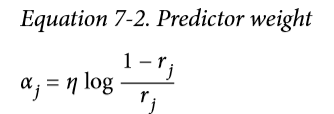 Equation 7-2. Predictor weight
α_j = η log (1 − r_j) / r_j